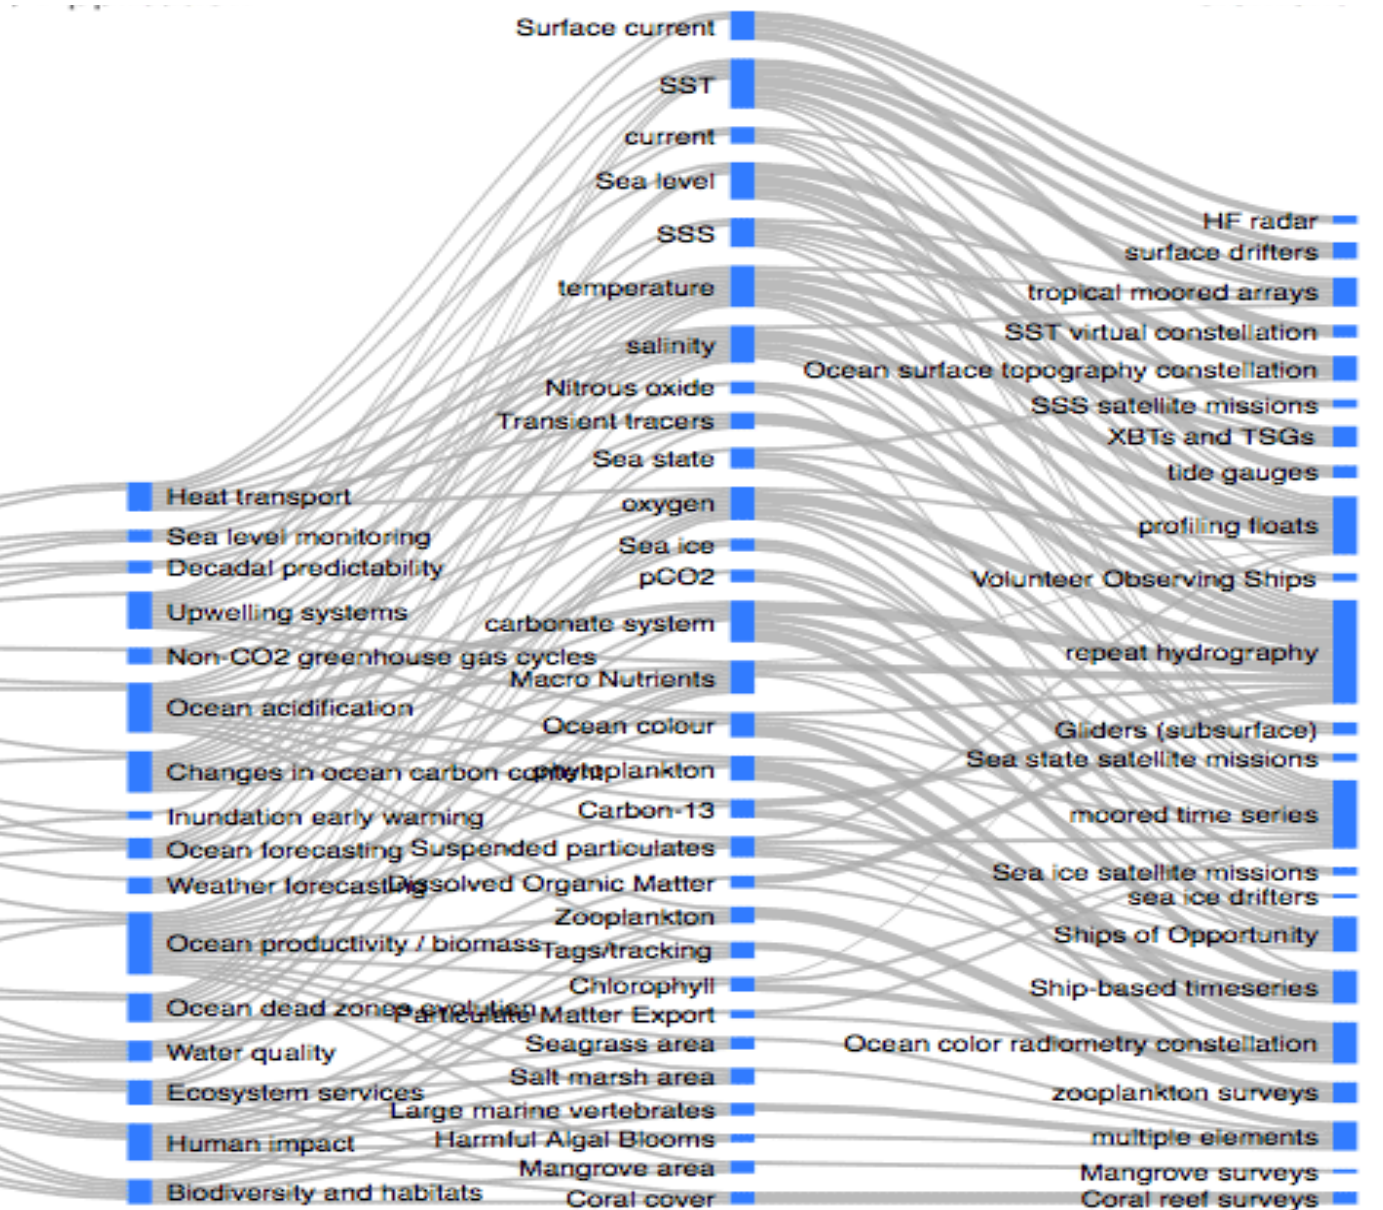 Surface current
SST
current
Sea level
SSS
temperature
salinity
Nitrous oxide
Transient tracers
Sea state
oxygen
Sea ice
pCO2
carbonate system
Macro Nutrients
Ocean colour
phytoplankton
Carbon-13
Suspended particulates
Dissolved Organic Matter
Zooplankton
Tags/tracking
Chlorophyll
Particulate Matter Export
Seagrass area
Salt marsh area
Large marine vertebrates
Harmful Algal Blooms
Mangrove area
Coral cover
Heat transport
Sea level monitoring
Decadal predictability
Upwelling systems
Non-CO2 greenhouse gas cycles
Ocean acidification
Changes in ocean carbon content
Inundation early warning
Ocean forecasting
Weather forecasting
Ocean productivity / biomass
Ocean dead zones evolution
Water quality
Ecosystem services
Human impact
Biodiversity and habitats
HF radar
surface drifters
tropical moored arrays
SST virtual constellation
Ocean surface topography constellation
SSS satellite missions
XBTs and TSGs
tide gauges
profiling floats
Volunteer Observing Ships
repeat hydrography
Gliders (subsurface)
Sea state satellite missions
moored time series
Sea ice satellite missions
sea ice drifters
Ships of Opportunity
Ship-based timeseries
Ocean color radiometry constellation
zooplankton surveys
multiple elements
Mangrove surveys
Coral reef surveys